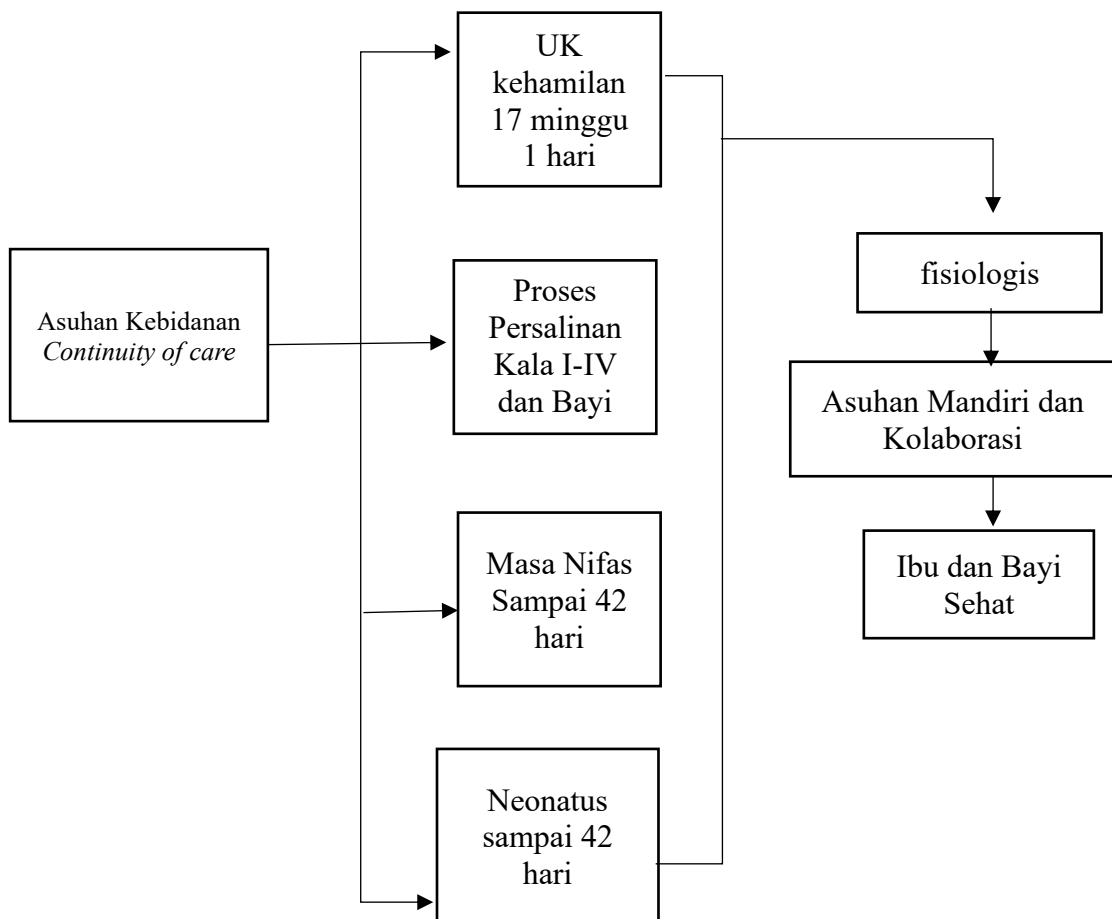 UK
kehamilan
17 minggu
1 hari
fisiologis
Proses
Persalinan
Kala I-IV
dan Bayi
Asuhan Kebidanan
Continuity of care
Asuhan Mandiri dan
Kolaborasi
Masa Nifas
Sampai 42
hari
Ibu dan Bayi
Sehat
Neonatus
sampai 42
hari